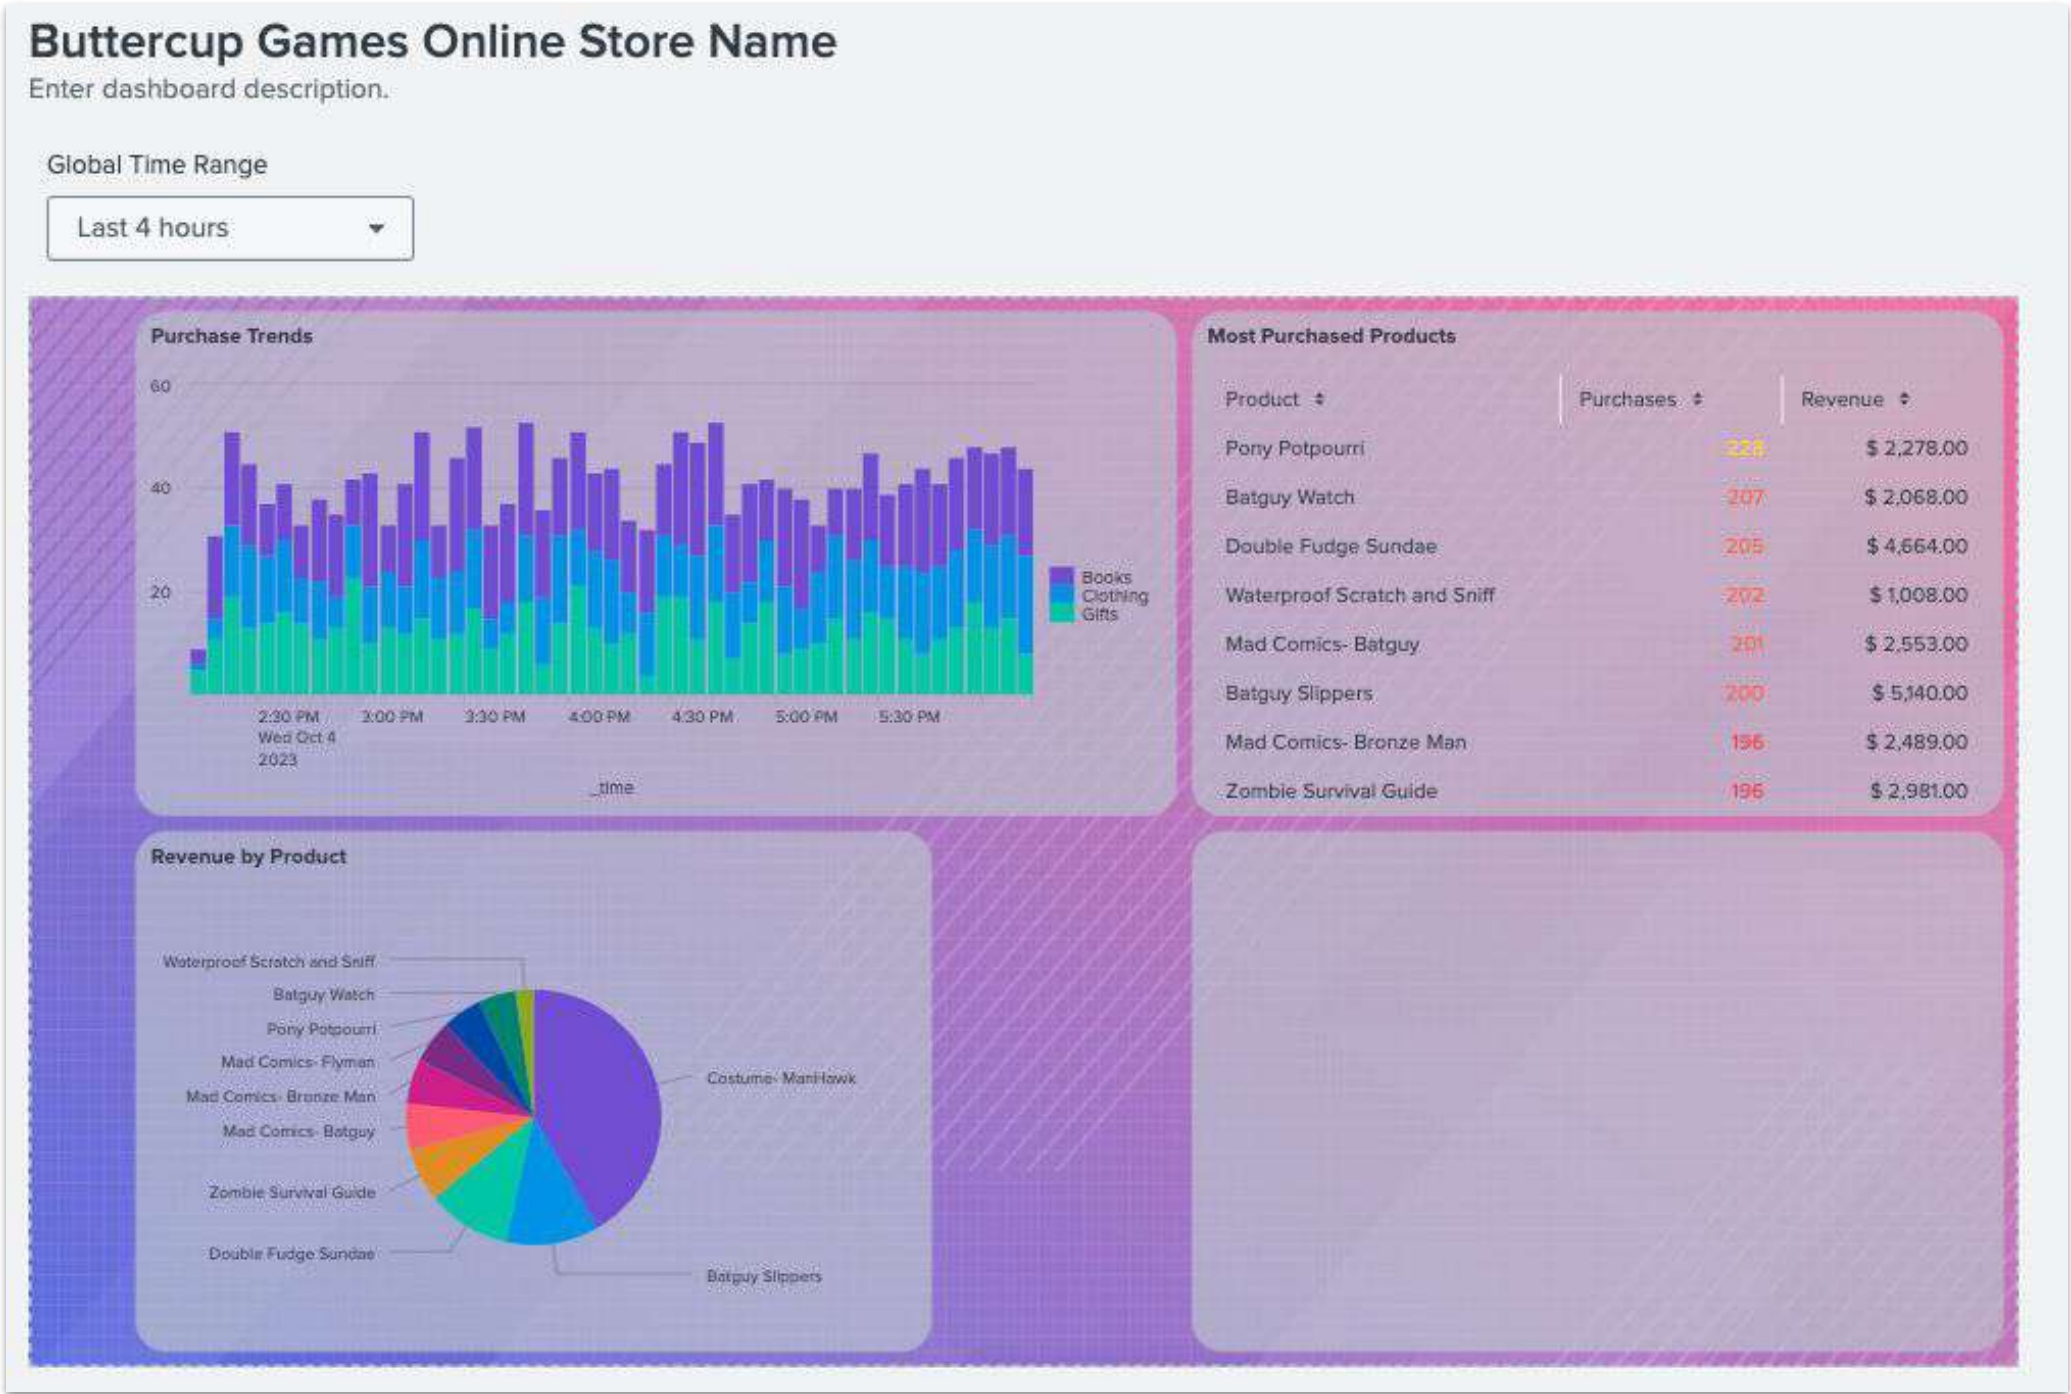 Buttercup Games Online Store Name
Enter dashboard description.
Global Time Range
Last 4 hours
Purchase Trends
60
40
20
2:30 PM 3:00 PM 3:30 PM 4:00 PM 4:30 PM 5:00 PM 5:30 PM
Wed Oct 4
2023
_time
Books
Clothing
Gifts
Most Purchased Products
Product Purchases Revenue
Pony Potpourri 228 $ 2,278.00
Batguy Watch 207 $ 2,068.00
Double Fudge Sundae 205 $ 4,664.00
Waterproof Scratch and Sniff 202 $ 1,008.00
Mad Comics- Batguy 201 $ 2,553.00
Batguy Slippers 200 $ 5,140.00
Mad Comics- Bronze Man 196 $ 2,489.00
Zombie Survival Guide 196 $ 2,981.00
Revenue by Product
Waterproof Scratch and Sniff
Batguy Watch
Pony Potpourri
Mad Comics- Flyman
Mad Comics- Bronze Man
Mad Comics- Batguy
Zombie Survival Guide
Double Fudge Sundae
Costume- ManHawk
Batguy Slippers